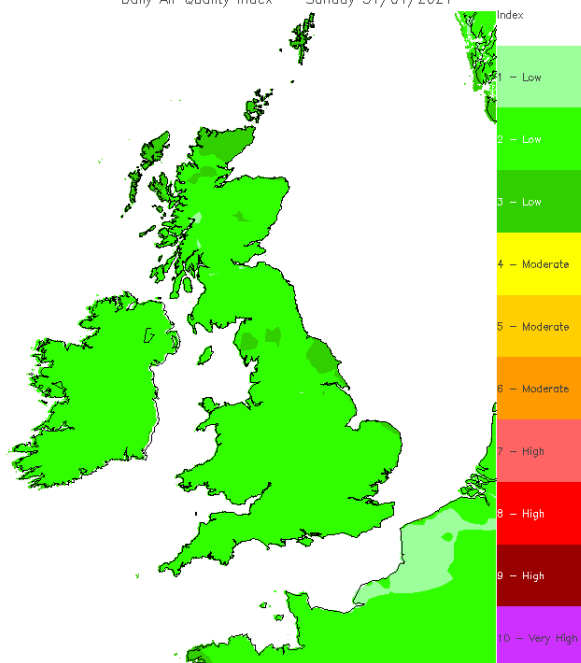 Daily Air Quality Index Sunday 31/01/2021
Index
1 - Low
2 - Low
3 - Low
4 - Moderate
5 - Moderate
6 - Moderate
7 - High
8 - High
9 - High
10 - Very High